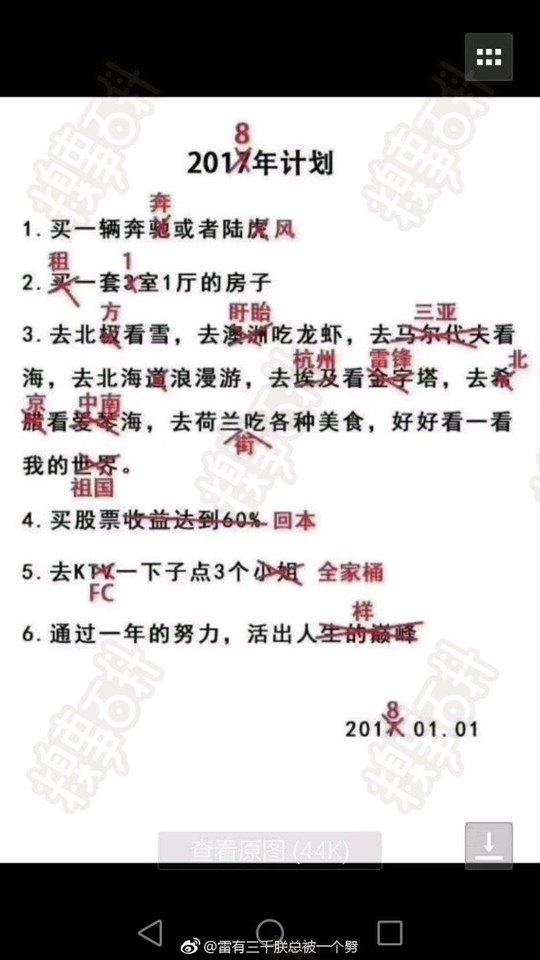 8
2017年计划
奔
1.买一辆奔驰或者陆虎风
租 1
2.买一套3室1厅的房子
方 盱眙 三亚
3.去北极看雪，去澳洲吃龙虾，去马尔代夫看
杭州 雷锋 北
海，去北海道浪漫游，去埃及看金字塔，去希
京 中南
腊看爱琴海，去荷兰吃各种美食，好好看一看
街
我的世界。
祖国
4.买股票收益达到60% 回本
5.去KTV一下子点3个小姐 全家桶
FC
样
6.通过一年的努力，活出人生的巅峰
8
2017 01.01
查看原图 (44K)
@雷有三千朕总被一个劈